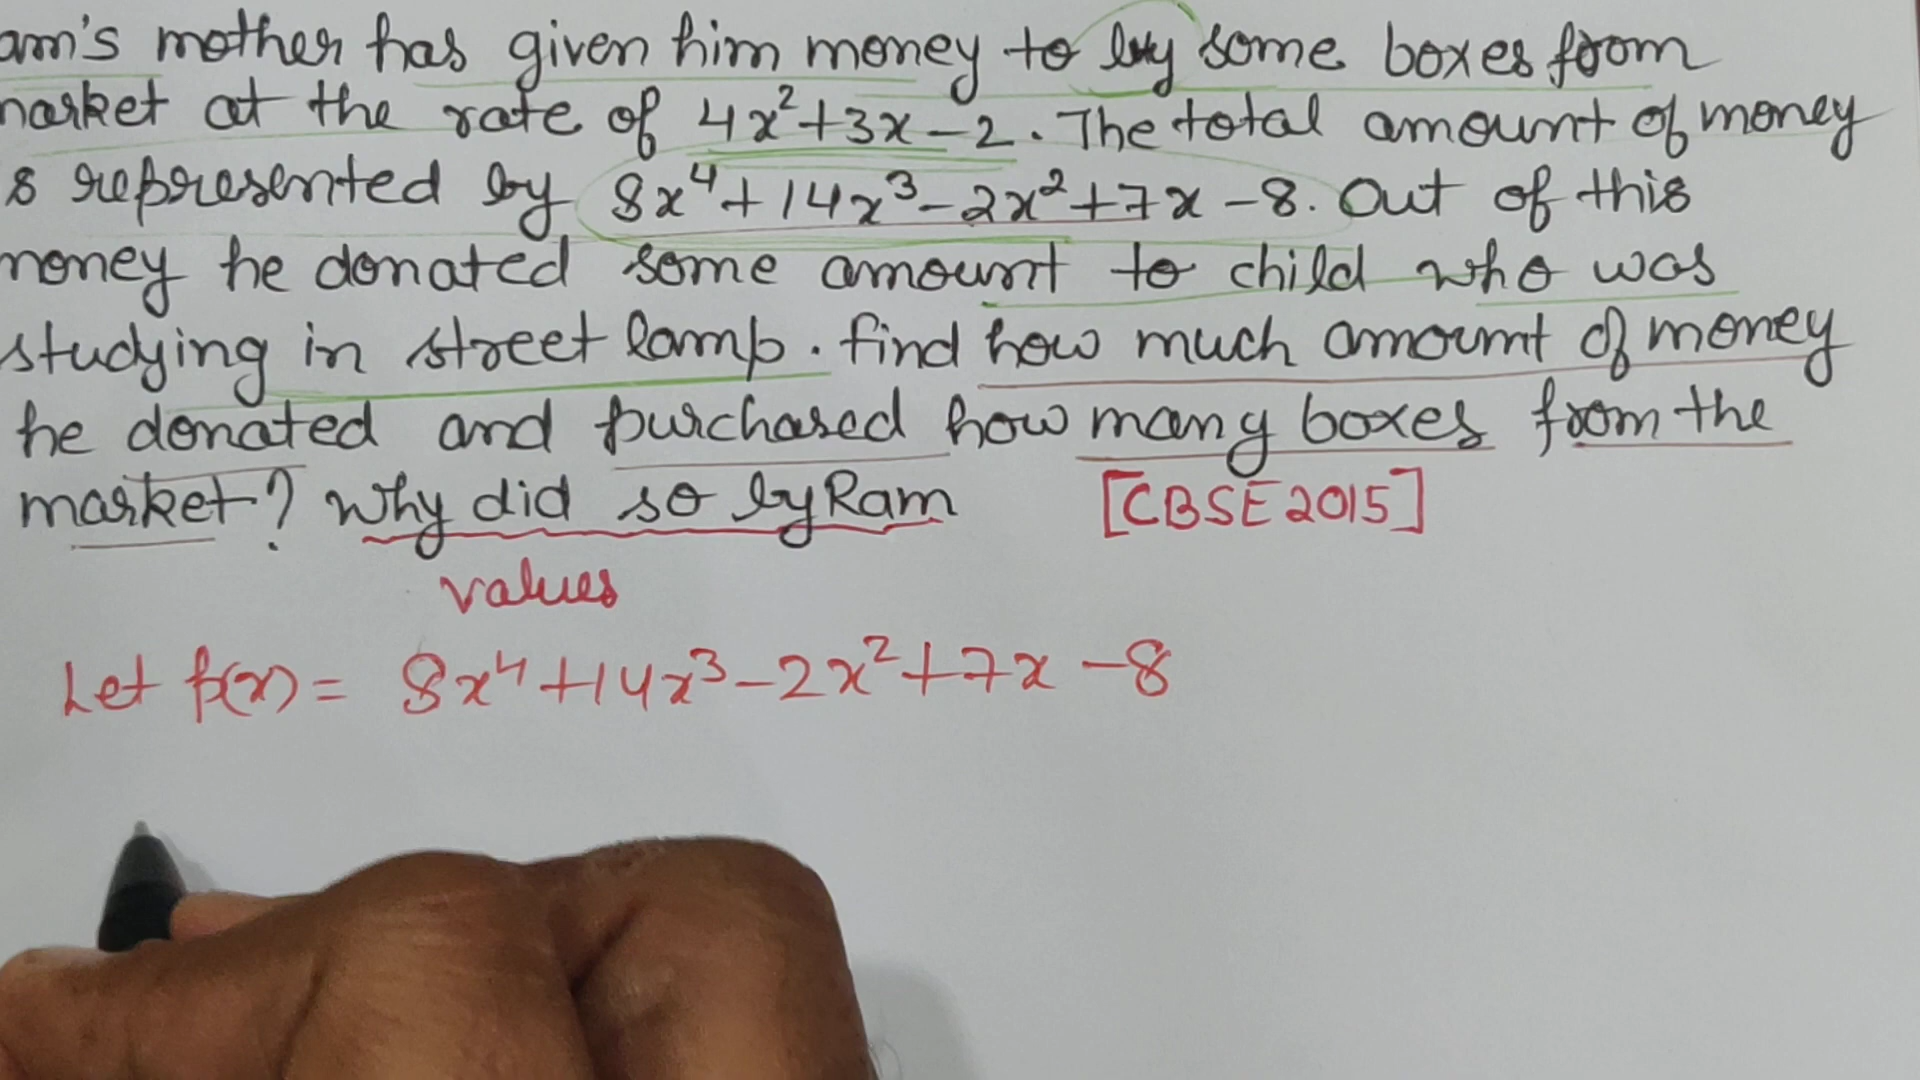 am's mother has given him money to buy some boxes from
market at the rate of 4x²+3x-2. The total amount of money
is represented by 8x⁴+14x³-2x²+7x-8. Out of this
money he donated some amount to child who was
studying in street lamp. find how much amount of money
he donated and purchased how many boxes from the
market? Why did so by Ram [CBSE 2015]
values
Let f(x) = 8x⁴+14x³-2x²+7x-8